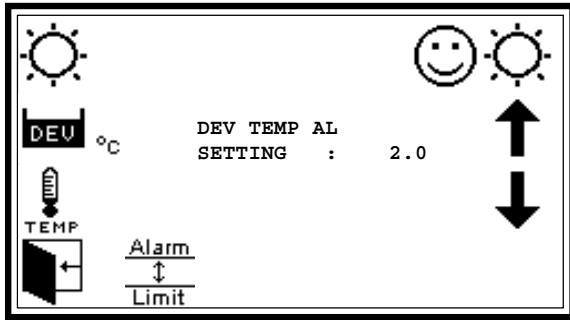 DEV
°C
DEV TEMP AL
SETTING : 2.0
TEMP
Alarm
Limit